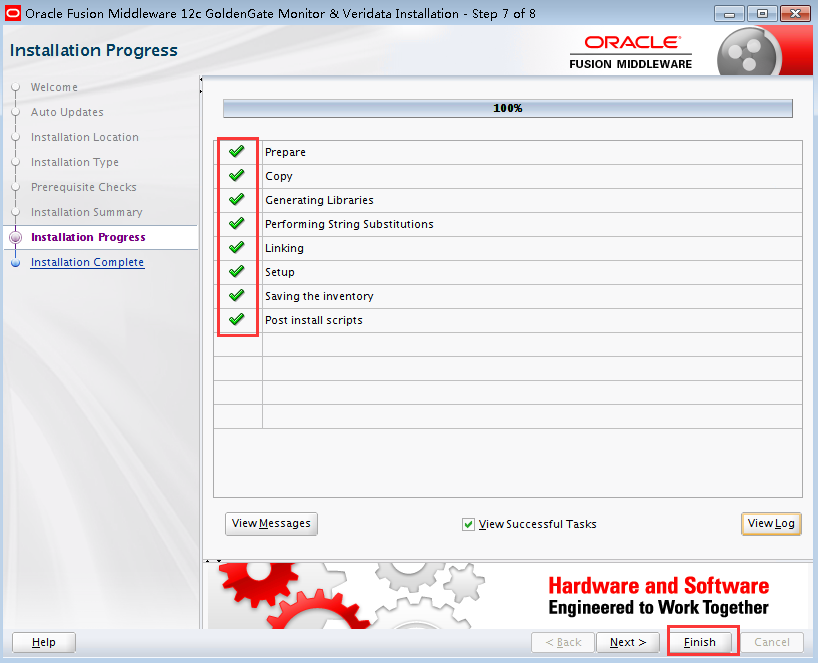 Oracle Fusion Middleware 12c GoldenGate Monitor & Veridata Installation - Step 7 of 8
Installation Progress
ORACLE
FUSION MIDDLEWARE
Welcome
Auto Updates
Installation Location
Installation Type
Prerequisite Checks
Installation Summary
Installation Progress
Installation Complete
100%
Prepare
Copy
Generating Libraries
Performing String Substitutions
Linking
Setup
Saving the inventory
Post install scripts
View Messages
View Successful Tasks
View Log
Hardware and Software
Engineered to Work Together
Help
< Back
Next >
Finish
Cancel